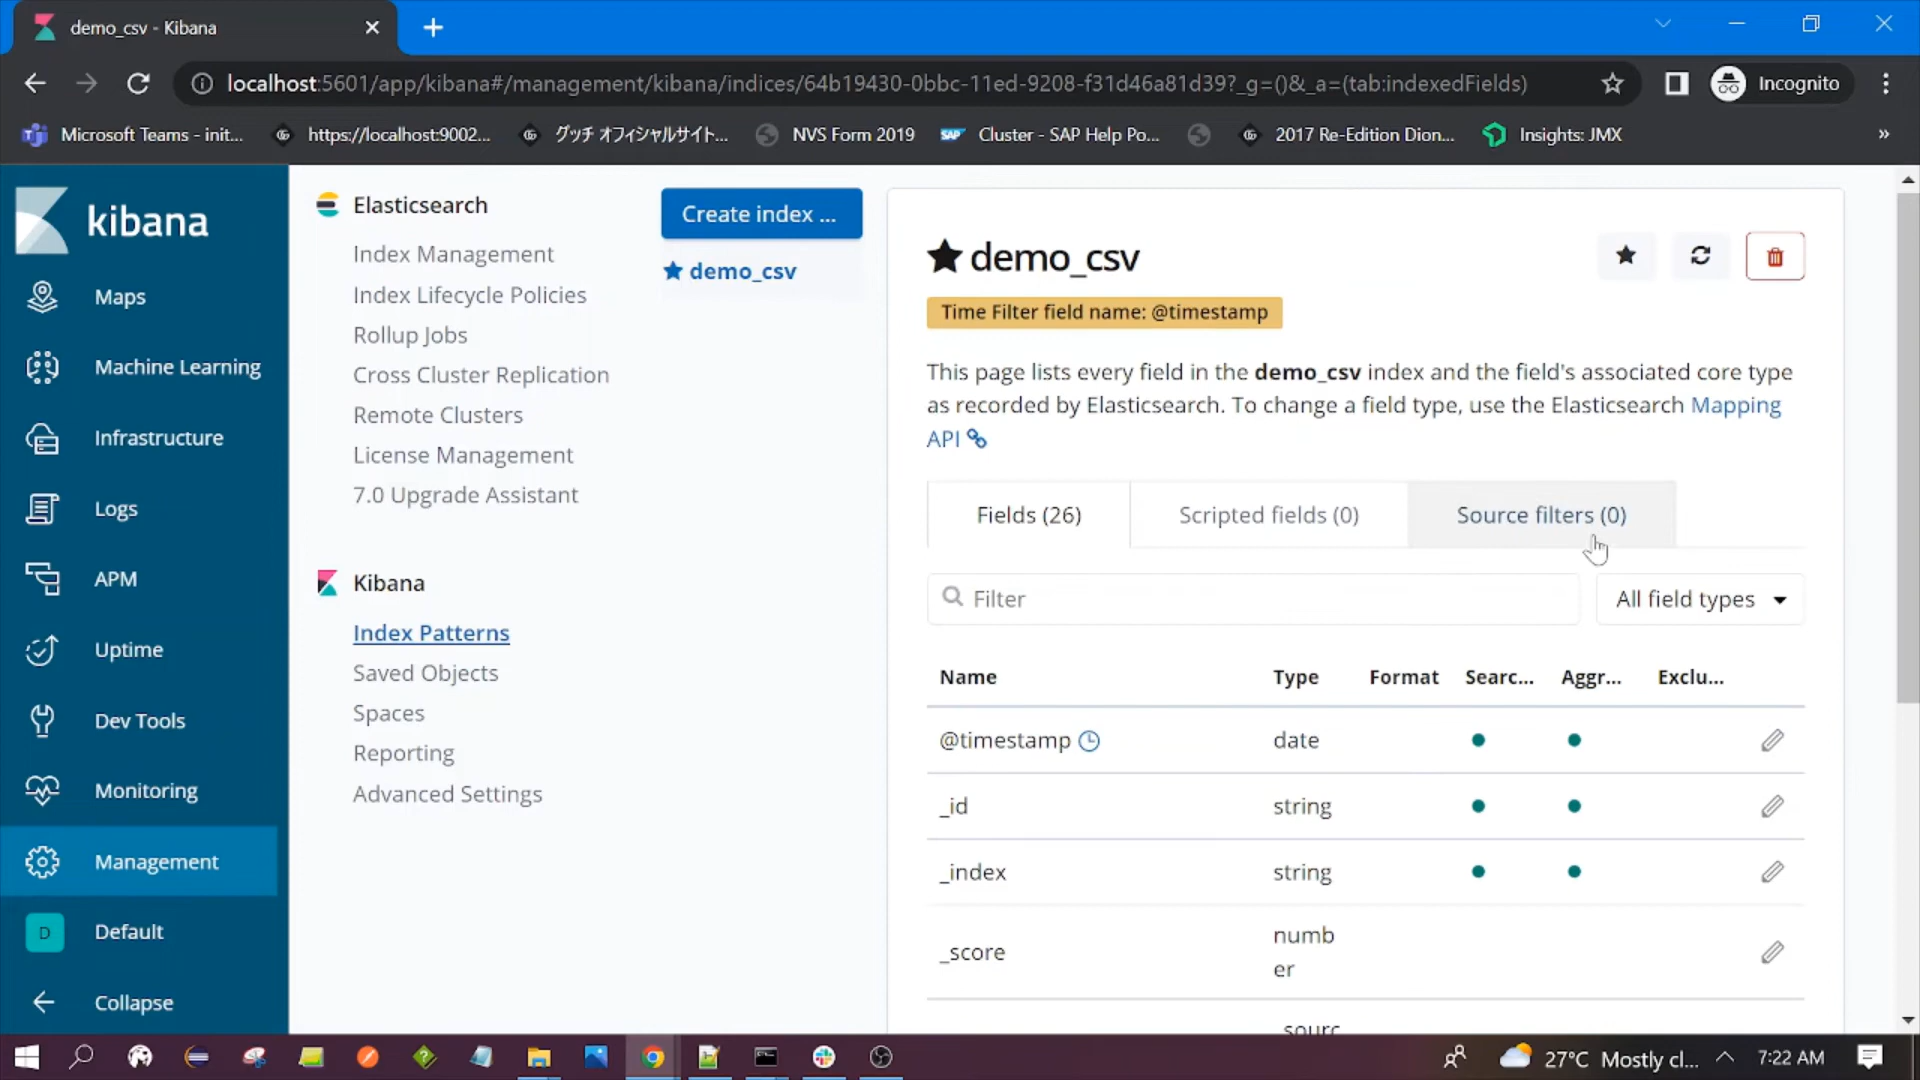 demo_csv - Kibana
localhost:5601/app/kibana#/management/kibana/indices/64b19430-0bbc-11ed-9208-f31d46a81d39?_g=()&_a=(tab:indexedFields)
Incognito
Microsoft Teams - init...
https://localhost:9002...
グッチ オフィシャルサイト...
NVS Form 2019
SAP
Cluster - SAP Help Po...
2017 Re-Edition Dion...
Insights: JMX
»
kibana
Maps
Machine Learning
Infrastructure
Logs
APM
Uptime
Dev Tools
Monitoring
Management
D
Default
Collapse
Elasticsearch
Index Management
Index Lifecycle Policies
Rollup Jobs
Cross Cluster Replication
Remote Clusters
License Management
7.0 Upgrade Assistant
Kibana
Index Patterns
Saved Objects
Spaces
Reporting
Advanced Settings
Create index ...
demo_csv
demo_csv
Time Filter field name: @timestamp
This page lists every field in the demo_csv index and the field's associated core type
as recorded by Elasticsearch. To change a field type, use the Elasticsearch Mapping
API
Fields (26)
Scripted fields (0)
Source filters (0)
Filter
All field types
Name Type Format Searc... Aggr... Exclu...
@timestamp date
_id string
_index string
_score numb
er
_sourc
27°C Mostly cl...
7:22 AM